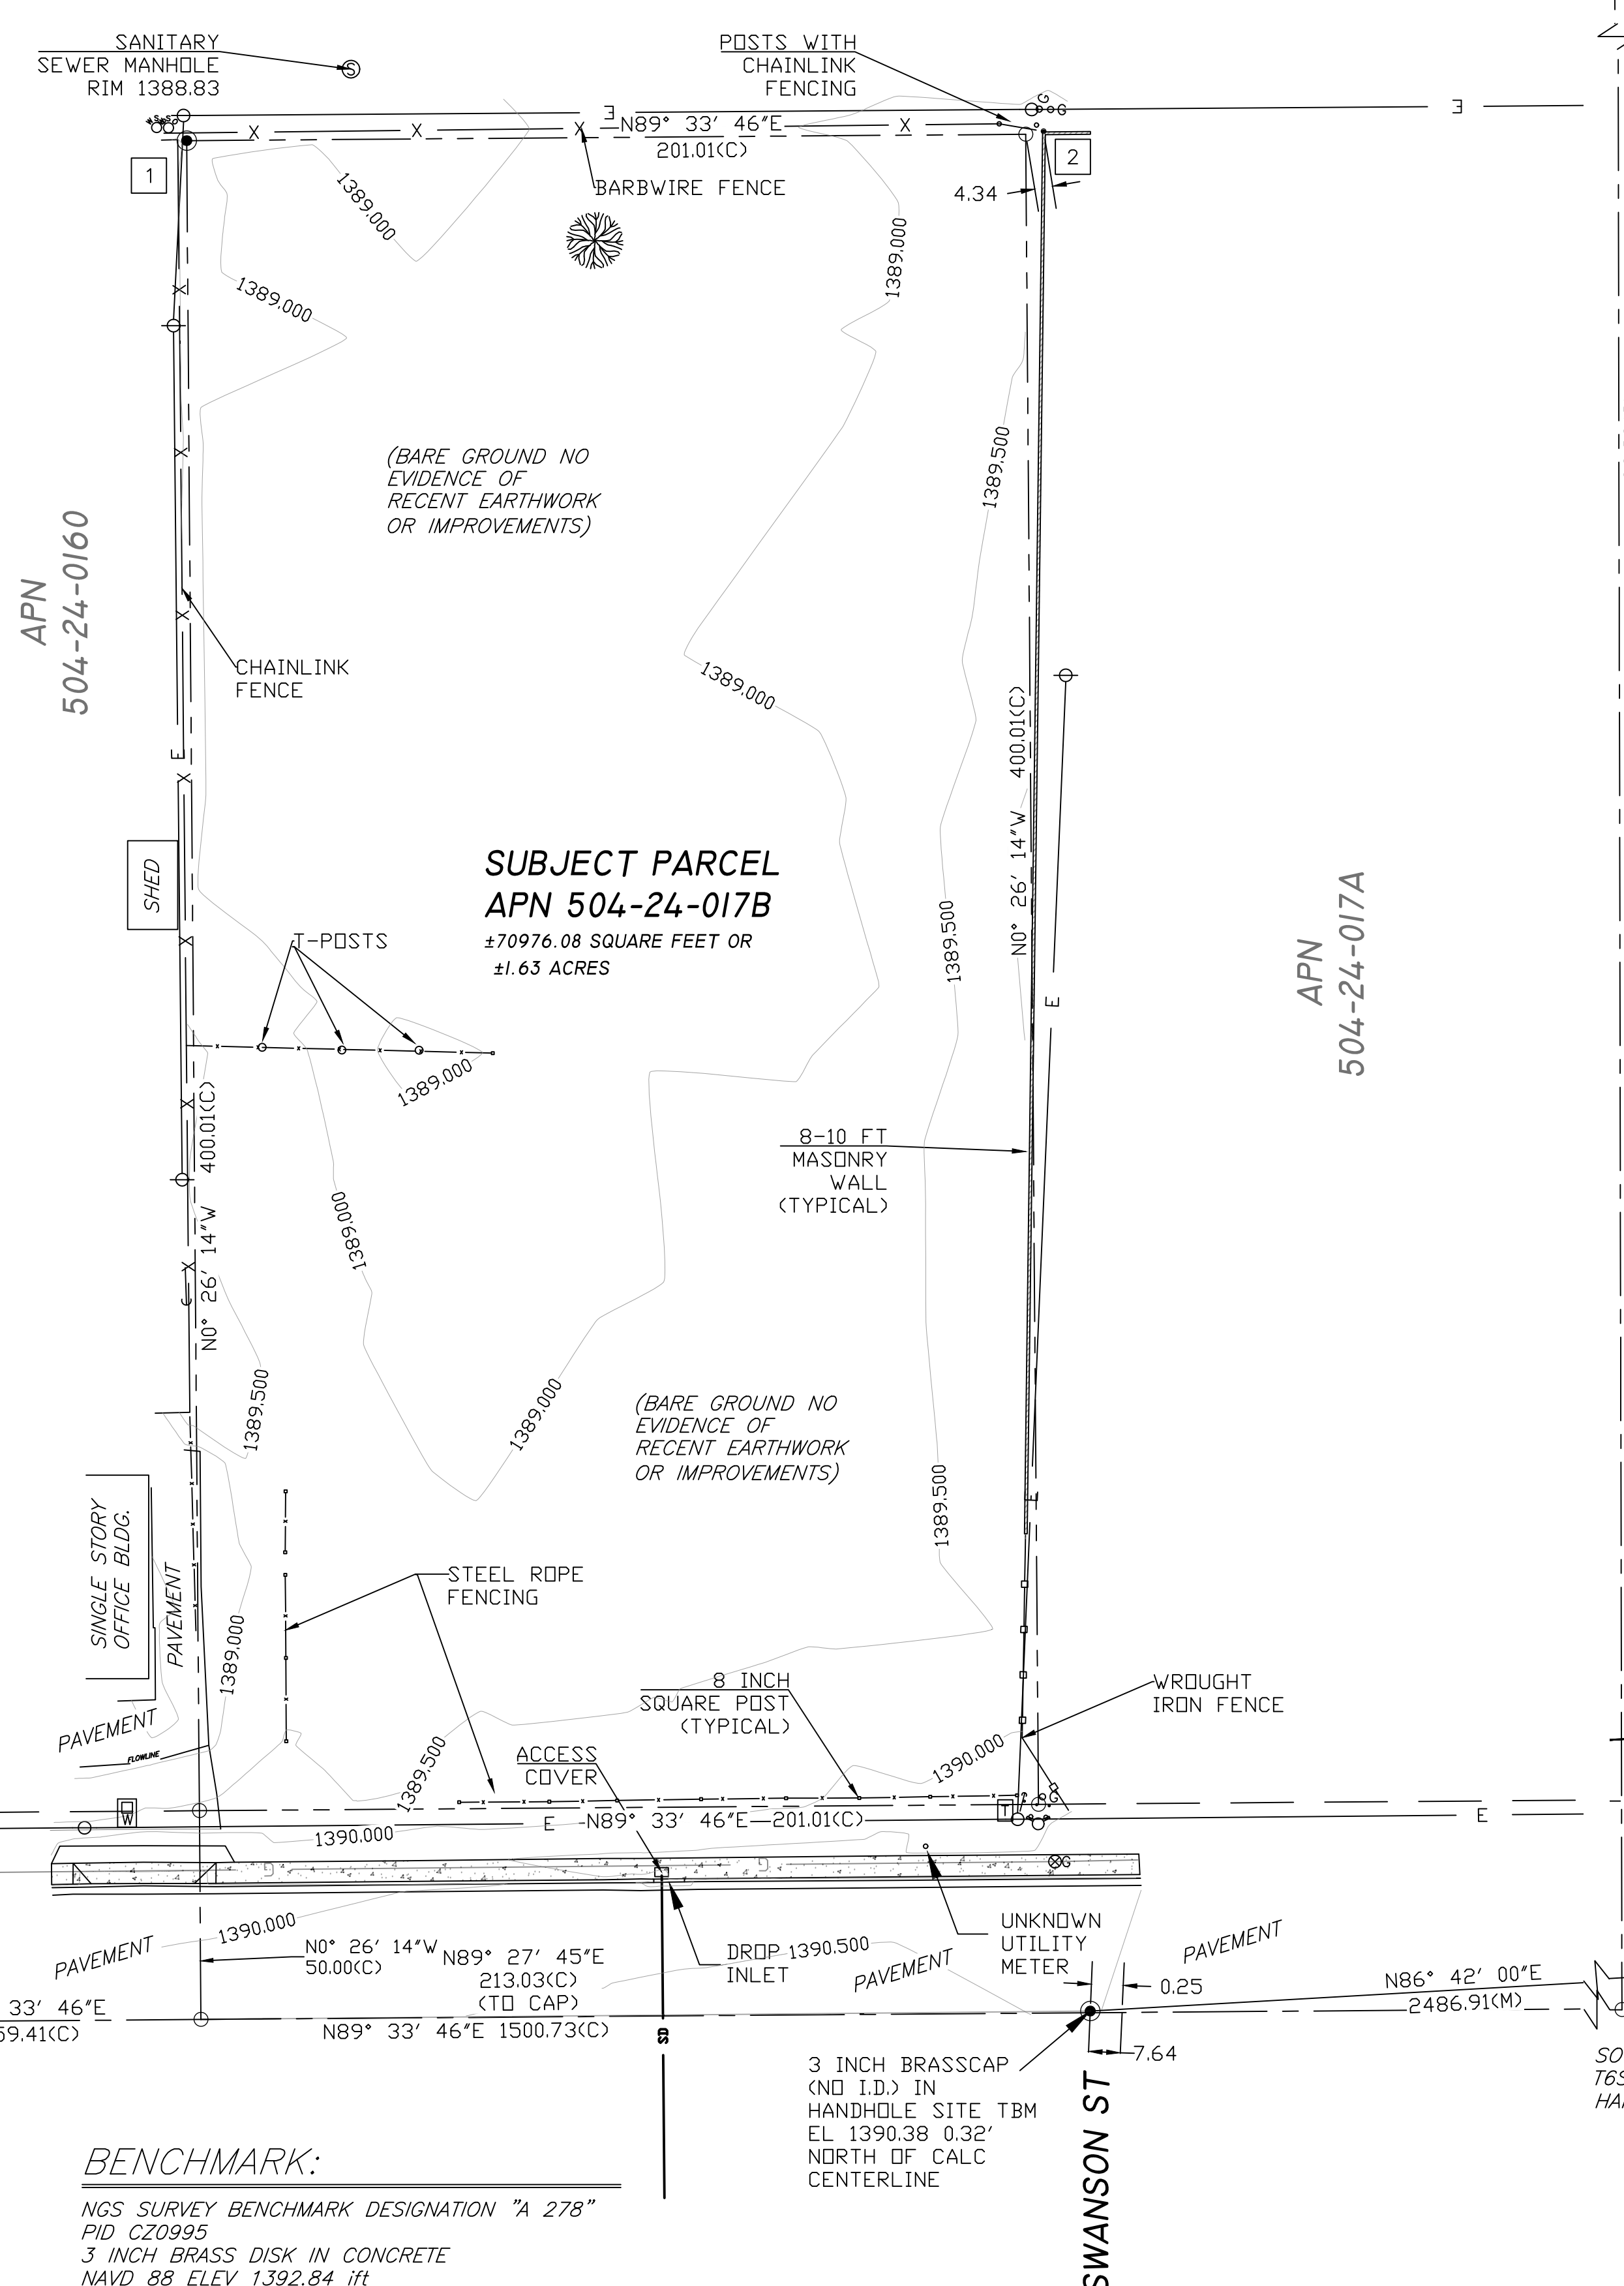 SANITARY
SEWER MANHOLE
RIM 1388.83
S
POSTS WITH
CHAINLINK
FENCING
G
G
E
E
X
X
X
X
N89° 33' 46"E
201.01(C)
1
2
BARBWIRE FENCE
4.34
1389.000
1389.000
1389.000
X
X
X
X
X
X
X
(BARE GROUND NO
EVIDENCE OF
RECENT EARTHWORK
OR IMPROVEMENTS)
1389.500
APN
504-24-0160
CHAINLINK
FENCE
1389.000
N0° 26' 14"W 400.01(C)
E
SHED
SUBJECT PARCEL
APN 504-24-017B
±70976.08 SQUARE FEET OR
±1.63 ACRES
1389.500
APN
504-24-017A
T-POSTS
E
1389.000
N0° 26' 14"W 400.01(C)
8-10 FT
MASONRY
WALL
(TYPICAL)
1389.000
1389.500
1389.000
(BARE GROUND NO
EVIDENCE OF
RECENT EARTHWORK
OR IMPROVEMENTS)
1389.500
SINGLE STORY
OFFICE BLDG.
PAVEMENT
1389.000
STEEL ROPE
FENCING
8 INCH
SQUARE POST
(TYPICAL)
WROUGHT
IRON FENCE
PAVEMENT
FLOWLINE
1389.500
ACCESS
COVER
1390.000
W
T
G
E
N89° 33' 46"E 201.01(C)
E
1390.000
G
1390.000
PAVEMENT
N0° 26' 14"W
50.00(C)
N89° 27' 45"E
213.03(C)
(TO CAP)
DROP
INLET
1390.500
PAVEMENT
UNKNOWN
UTILITY
METER
PAVEMENT
0.25
N86° 42' 00"E
2486.91(M)
33' 46"E
59.41(C)
N89° 33' 46"E 1500.73(C)
SD
7.64
3 INCH BRASSCAP
(NO I.D.) IN
HANDHOLE SITE TBM
EL 1390.38 0.32'
NORTH OF CALC
CENTERLINE
SWANSON ST
SO
T6S
HA
BENCHMARK:
NGS SURVEY BENCHMARK DESIGNATION "A 278"
PID CZ0995
3 INCH BRASS DISK IN CONCRETE
NAVD 88 ELEV 1392.84 ift